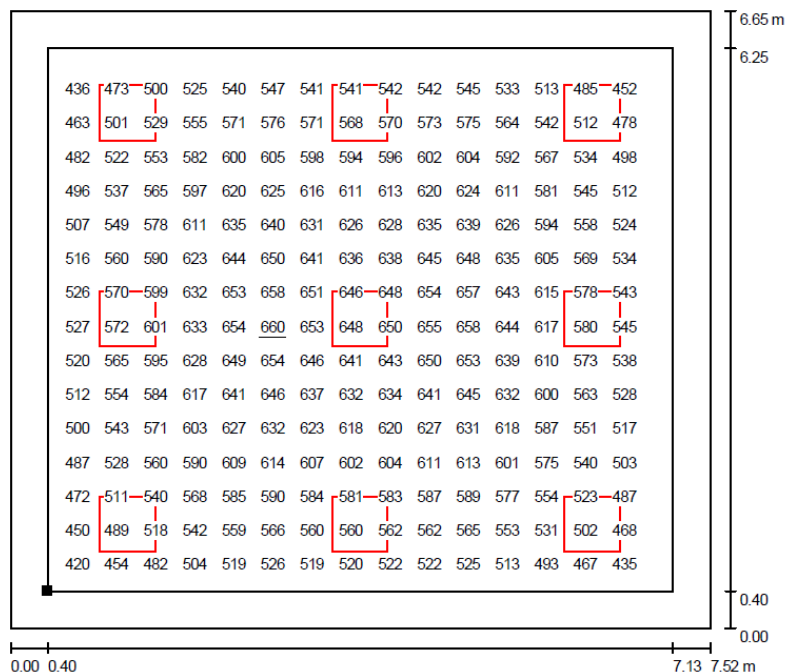 6.65 m
6.25
436 473 500 525 540 547 541 541 542 542 545 533 513 485 452
463 501 529 555 571 576 571 568 570 573 575 564 542 512 478
482 522 553 582 600 605 598 594 596 602 604 592 567 534 498
496 537 565 597 620 625 616 611 613 620 624 611 581 545 512
507 549 578 611 635 640 631 626 628 635 639 626 594 558 524
516 560 590 623 644 650 641 636 638 645 648 635 605 569 534
526 570 599 632 653 658 651 646 648 654 657 643 615 578 543
527 572 601 633 654 660 653 648 650 655 658 644 617 580 545
520 565 595 628 649 654 646 641 643 650 653 639 610 573 538
512 554 584 617 641 646 637 632 634 641 645 632 600 563 528
500 543 571 603 627 632 623 618 620 627 631 618 587 551 517
487 528 560 590 609 614 607 602 604 611 613 601 575 540 503
472 511 540 568 585 590 584 581 583 587 589 577 554 523 487
450 489 518 542 559 566 560 560 562 562 565 553 531 502 468
420 454 482 504 519 526 519 520 522 522 525 513 493 467 435
0.40
0.00
0.00 0.40 7.13 7.52 m